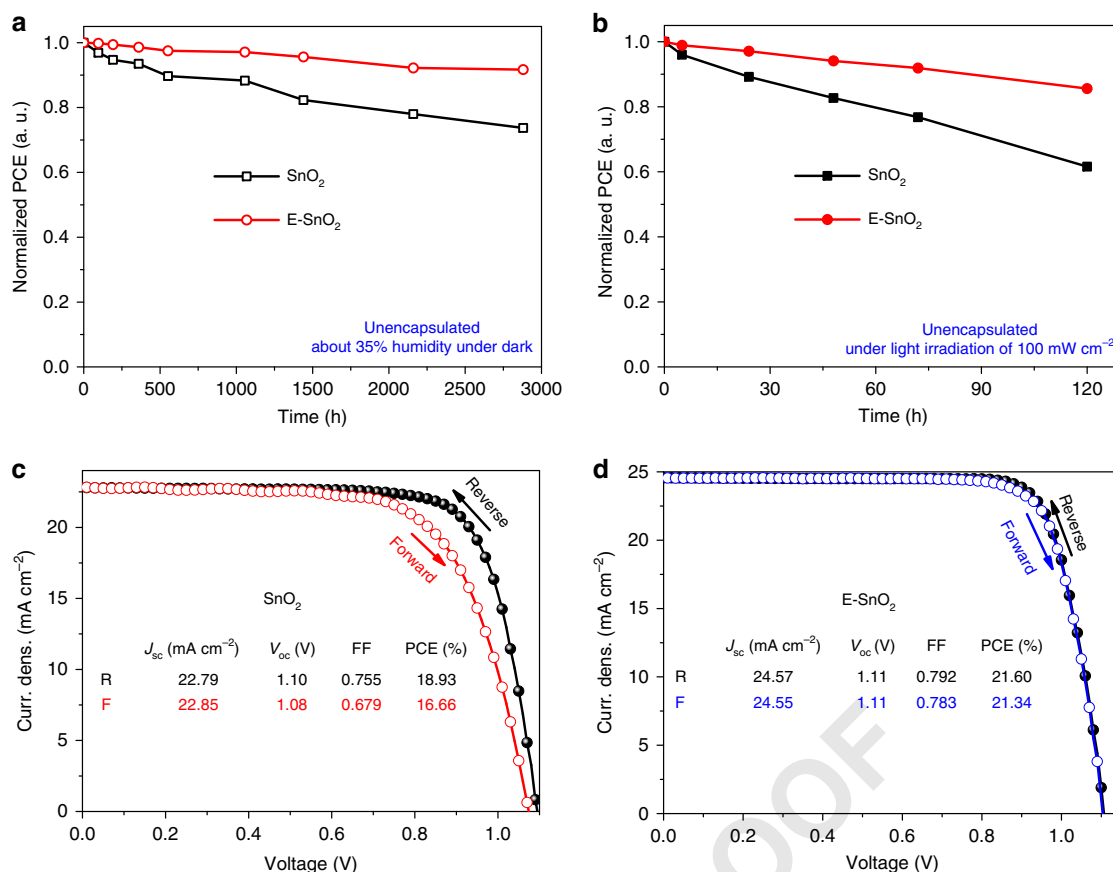 a
1.0
0.8
0.6
0.4
0.2
0.0
Normalized PCE (a. u.)
SnO₂
E-SnO₂
Unencapsulated
about 35% humidity under dark
0 500 1000 1500 2000 2500 3000
Time (h)
b
1.0
0.8
0.6
0.4
0.2
0.0
Normalized PCE (a. u.)
SnO₂
E-SnO₂
Unencapsulated
under light irradiation of 100 mW cm⁻²
0 30 60 90 120
Time (h)
c
20
15
10
5
0
Curr. dens. (mA cm⁻²)
Reverse
Forward
SnO₂
Jsc (mA cm⁻²) Voc (V) FF PCE (%)
R 22.79 1.10 0.755 18.93
F 22.85 1.08 0.679 16.66
0.0 0.2 0.4 0.6 0.8 1.0
Voltage (V)
d
25
20
15
10
5
0
Curr. dens. (mA cm⁻²)
Reverse
Forward
E-SnO₂
Jsc (mA cm⁻²) Voc (V) FF PCE (%)
R 24.57 1.11 0.792 21.60
F 24.55 1.11 0.783 21.34
0.0 0.2 0.4 0.6 0.8 1.0
Voltage (V)
OOF